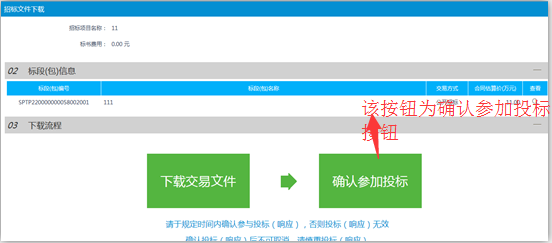 招标文件下载
招标项目名称： 11
标书费用： 0.00 元
02 标段(包)信息
标段(包)编号 标段(包)名称 交易方式 合同估算价(万元) 查看
SPTP220000000058002001 111
该按钮为确认参加投标
按钮
03 下载流程
下载交易文件 确认参加投标
请于规定时间内确认参与投标（响应），否则投标（响应）无效
确认投标（响应）后不可取消，请慎重投标（响应）